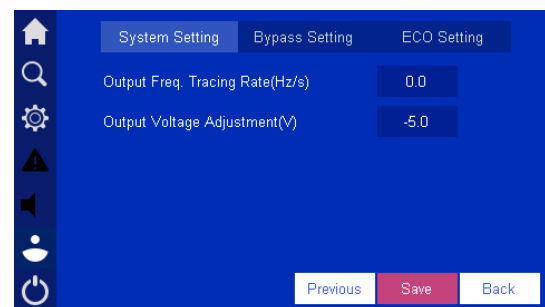 System Setting Bypass Setting ECO Setting
Output Freq. Tracing Rate(Hz/s) 0.0
Output Voltage Adjustment(V) -5.0
Previous Save Back